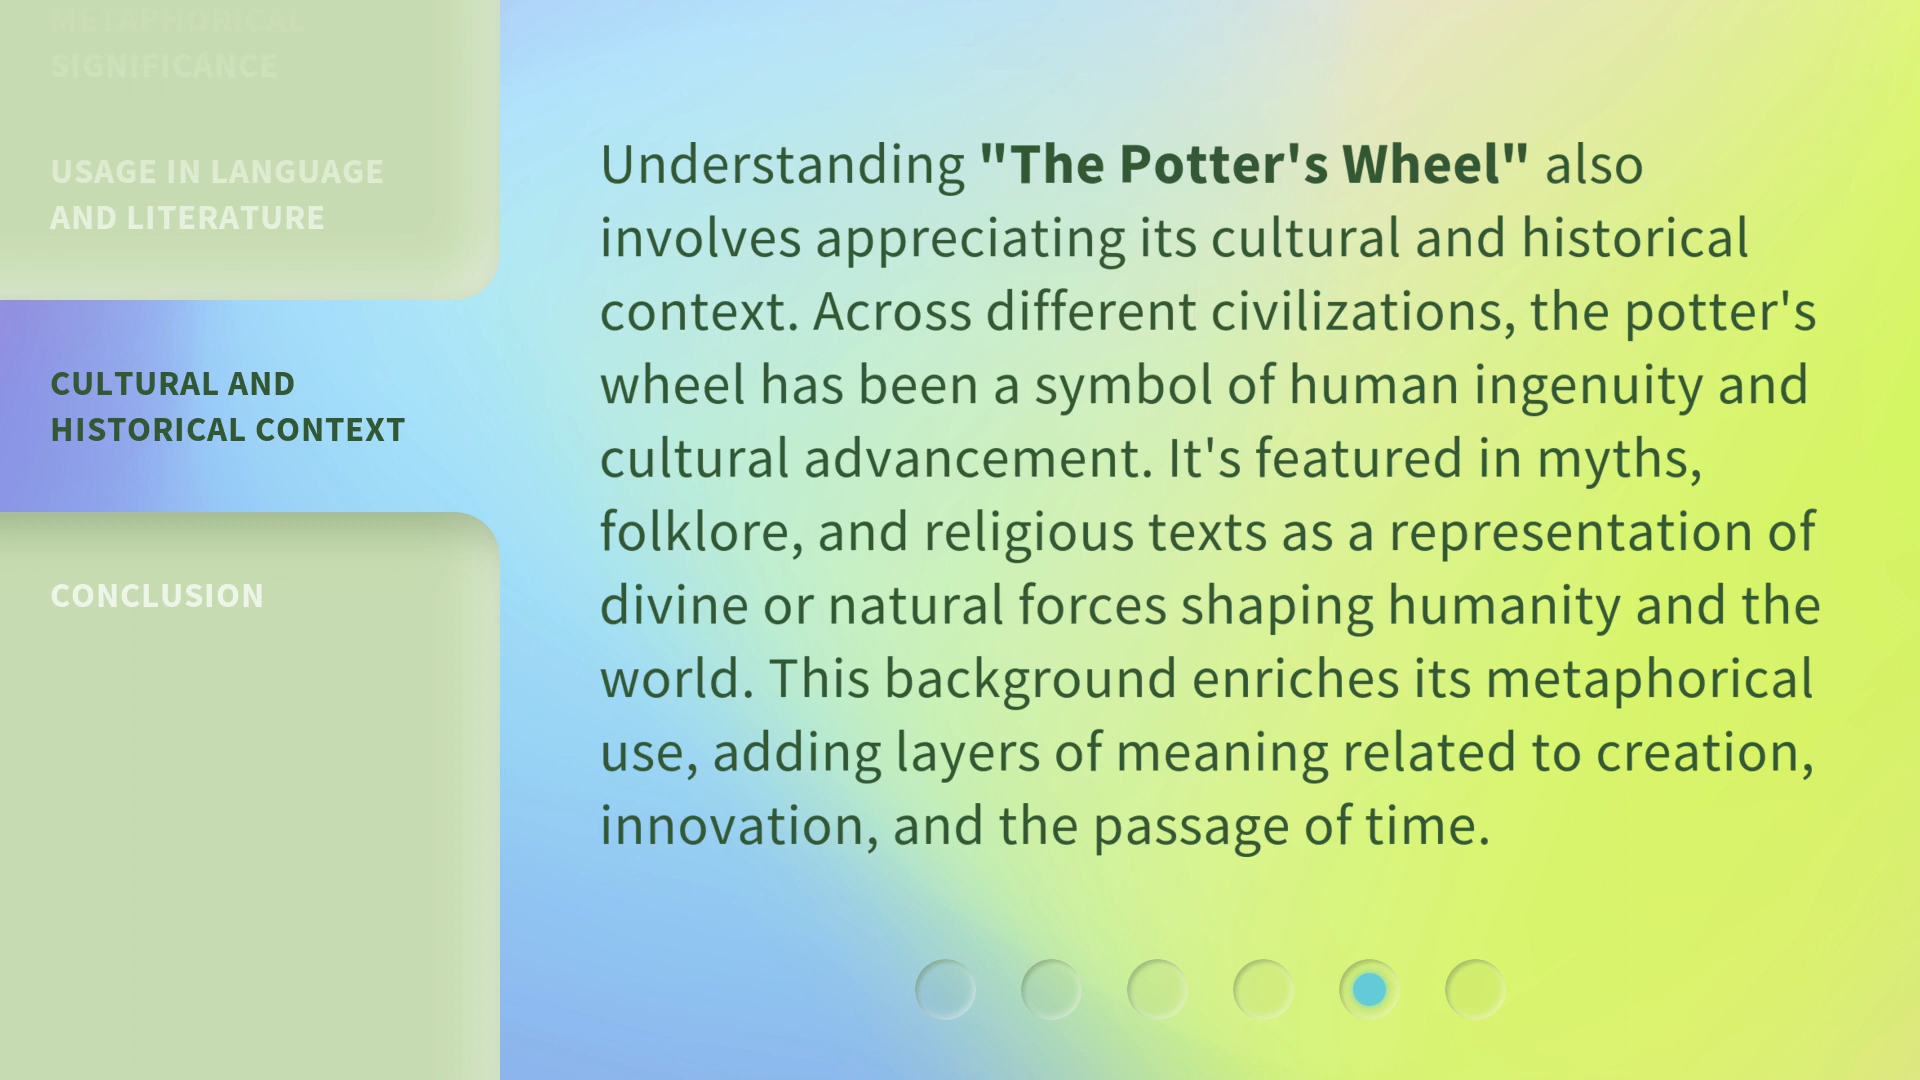 METAPHORICAL
SIGNIFICANCE
USAGE IN LANGUAGE
AND LITERATURE
CULTURAL AND
HISTORICAL CONTEXT
CONCLUSION
Understanding "The Potter's Wheel" also
involves appreciating its cultural and historical
context. Across different civilizations, the potter's
wheel has been a symbol of human ingenuity and
cultural advancement. It's featured in myths,
folklore, and religious texts as a representation of
divine or natural forces shaping humanity and the
world. This background enriches its metaphorical
use, adding layers of meaning related to creation,
innovation, and the passage of time.